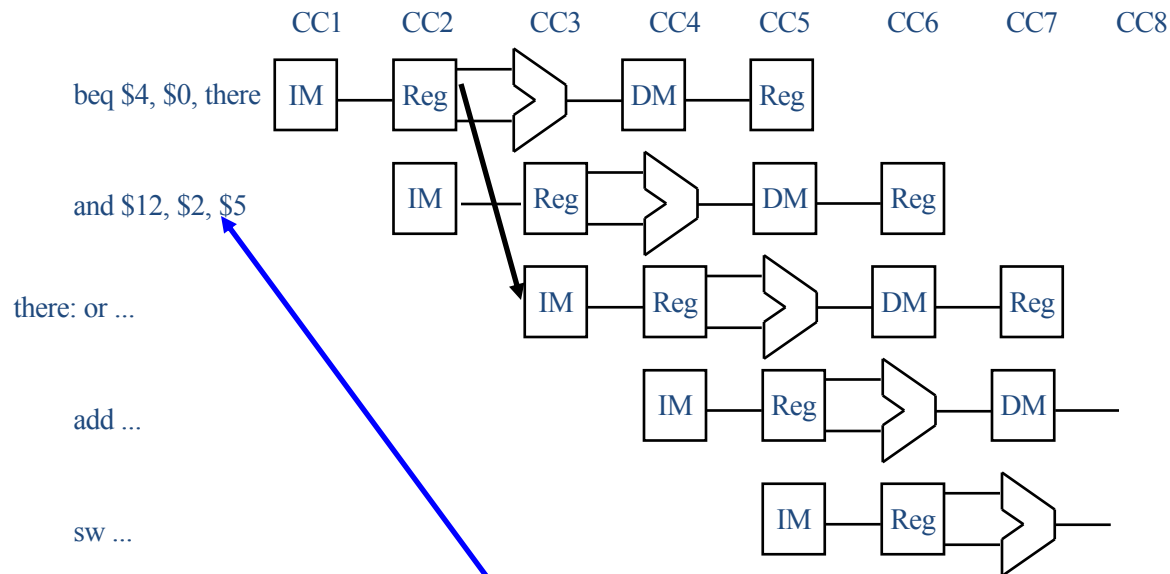 CC1 CC2 CC3 CC4 CC5 CC6 CC7 CC8
beq $4, $0, there IM Reg DM Reg
and $12, $2, $5 IM Reg DM Reg
there: or ... IM Reg DM Reg
add ... IM Reg DM
sw ... IM Reg